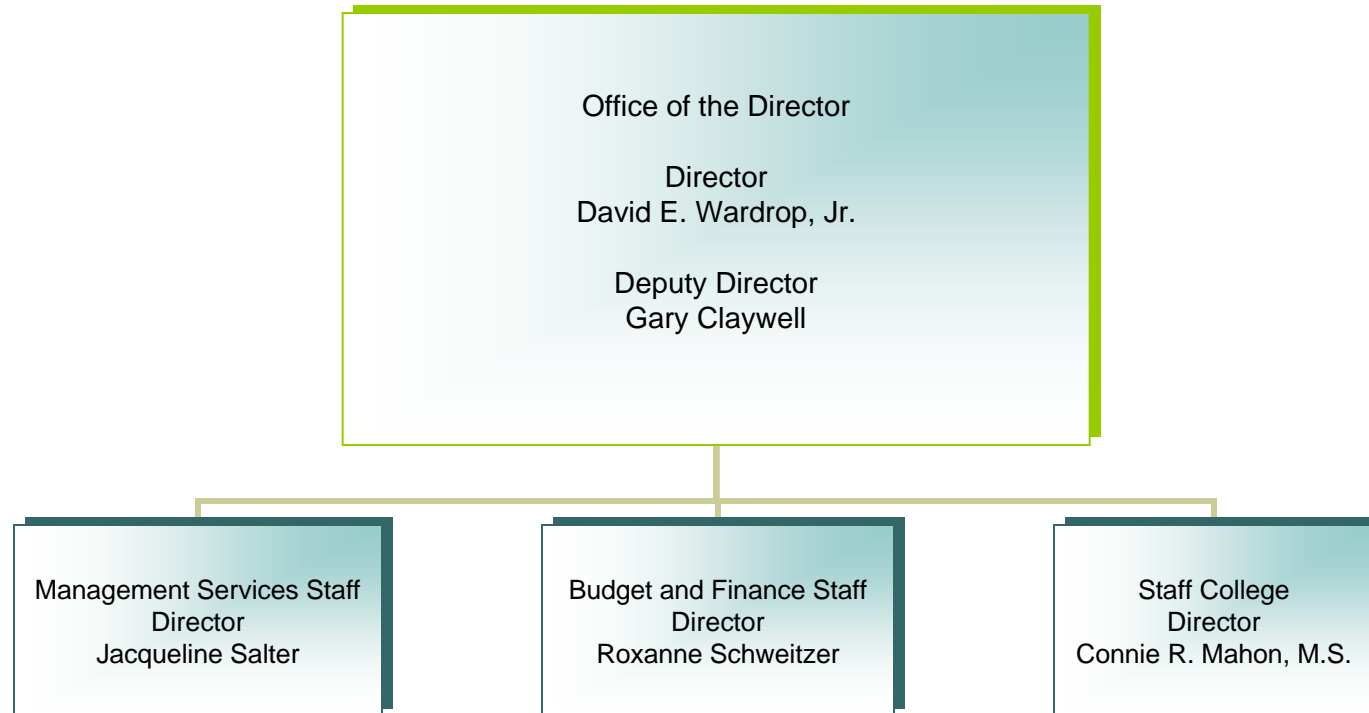 Office of the Director
Director
David E. Wardrop, Jr.
Deputy Director
Gary Claywell
Management Services Staff
Director
Jacqueline Salter
Budget and Finance Staff
Director
Roxanne Schweitzer
Staff College
Director
Connie R. Mahon, M.S.